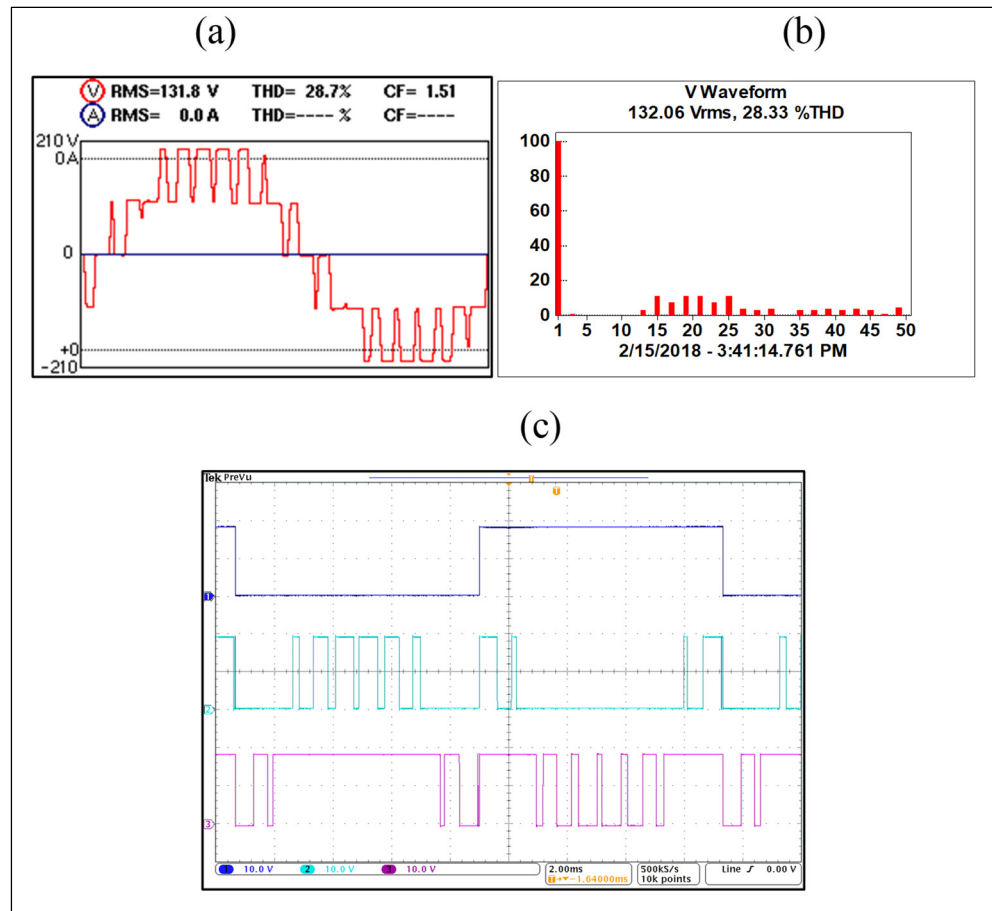 (a)
(b)
V RMS=131.8 V THD= 28.7% CF= 1.51
A RMS= 0.0 A THD=---- % CF=----
210 V
0A
0
+0
-210
V Waveform
132.06 Vrms, 28.33 %THD
100
80
60
40
20
0
1 5 10 15 20 25 30 35 40 45 50
2/15/2018 - 3:41:14.761 PM
(c)
Tek PreVu
T
T
1
2
3
1 10.0 V 2 10.0 V 3 10.0 V
2.00ms 500kS/s Line 0.00 V
T→▼-1.64000ms 10k points